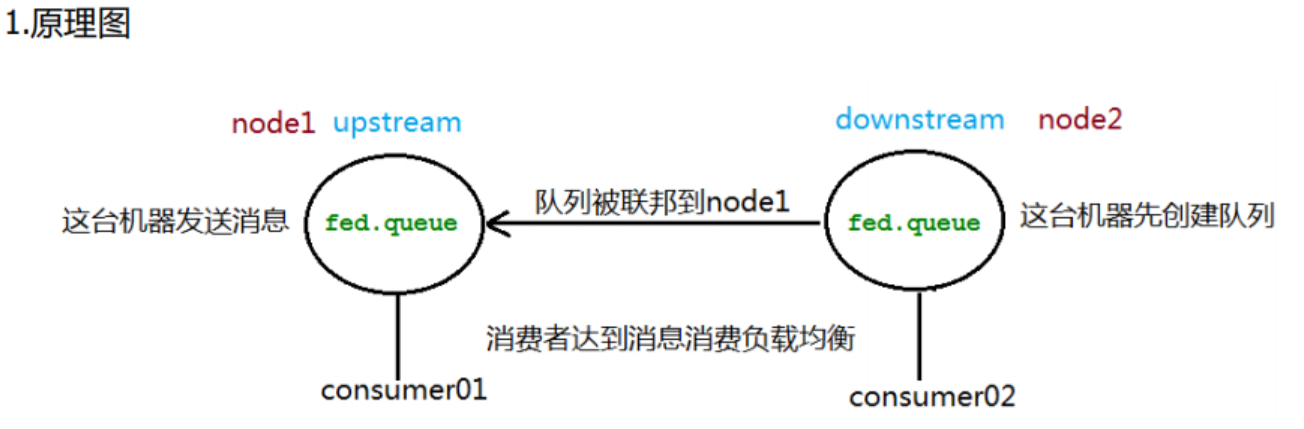 1.原理图
node1 upstream
downstream node2
这台机器发送消息
fed.queue
队列被联邦到node1
fed.queue
这台机器先创建队列
消费者达到消息消费负载均衡
consumer01
consumer02